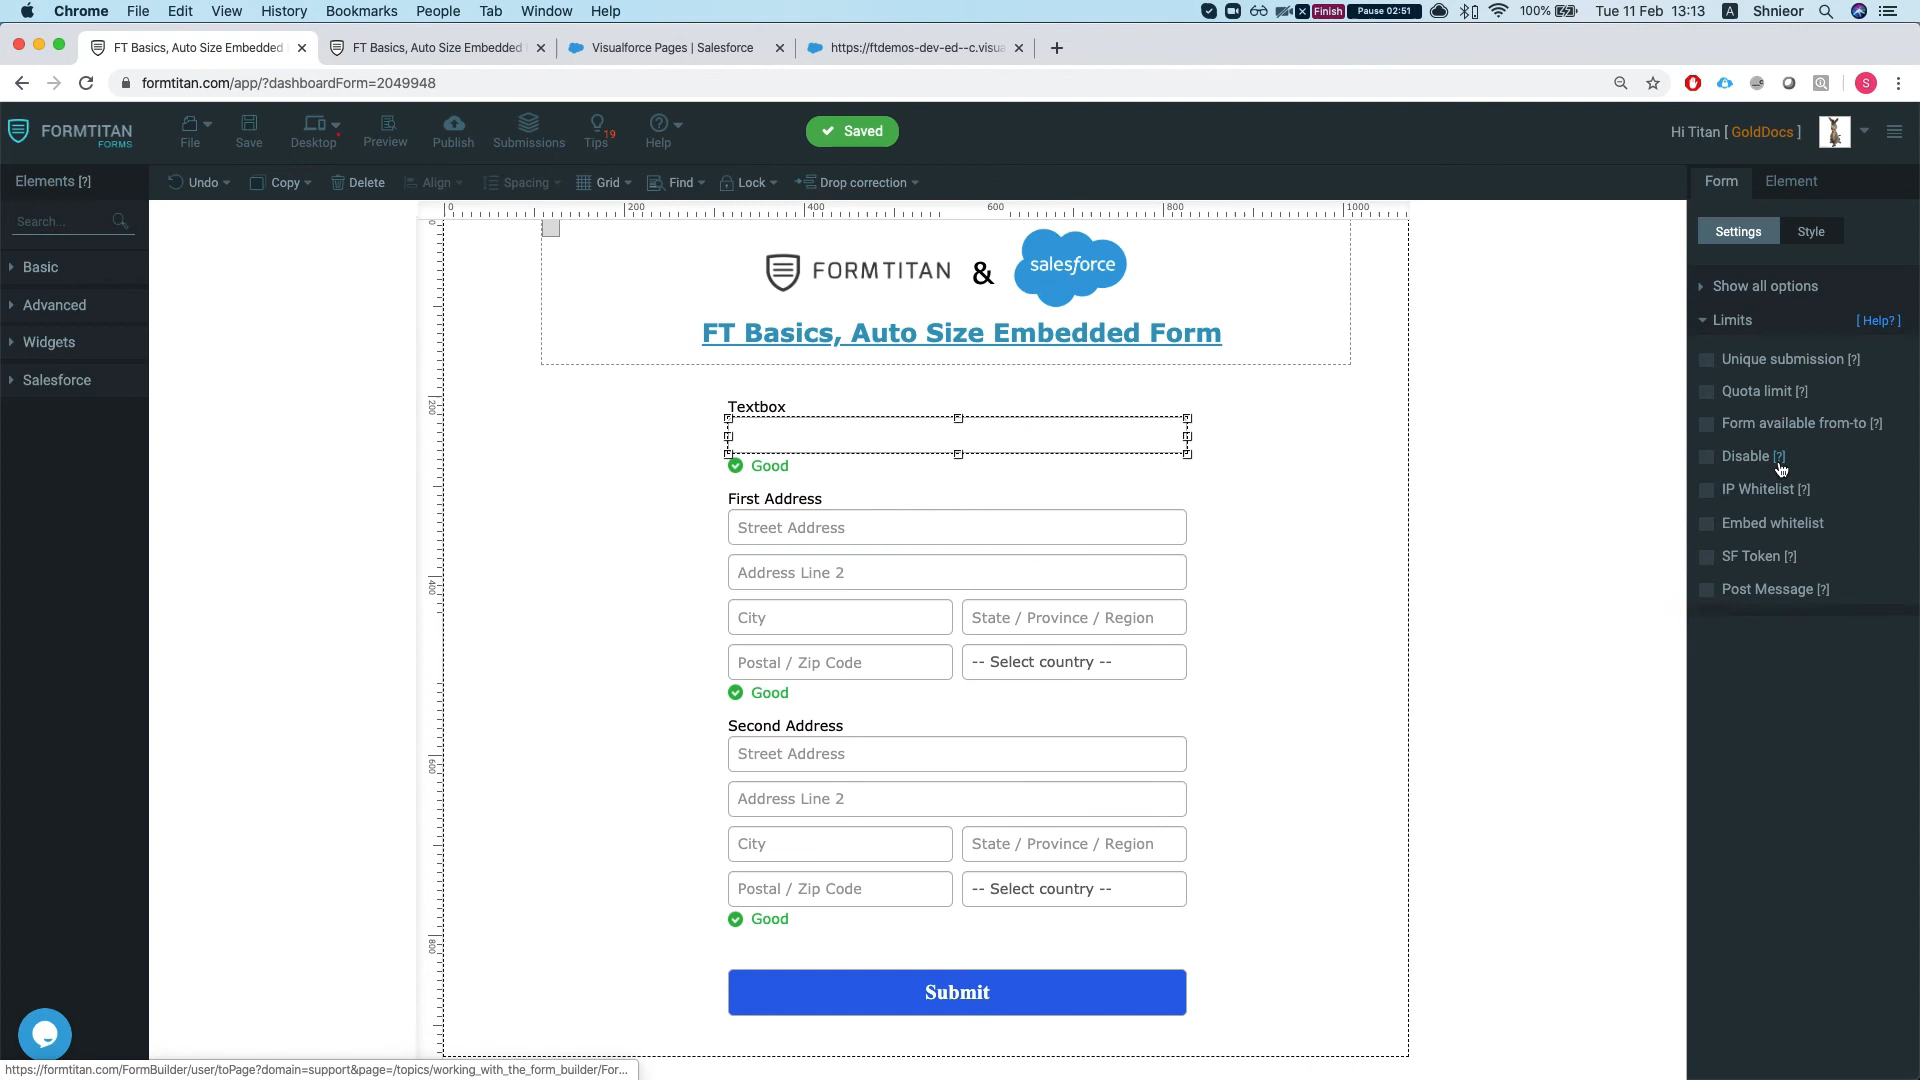 Chrome File Edit View History Bookmarks People Tab Window Help Finish Pause 02:51 100% Tue 11 Feb 13:13 A Shnieor
FT Basics, Auto Size Embedded FT Basics, Auto Size Embedded Visualforce Pages | Salesforce https://ftdemos-dev-ed--c.visua
formtitan.com/app/?dashboardForm=2049948 S
FORMTITAN
FORMS
File Save Desktop Preview Publish Submissions Tips 19 Help
Saved
Hi Titan [ GoldDocs ]
Elements [?] Undo Copy Delete Align Spacing Grid Find Lock Drop correction Form Element
Search...
Basic
Advanced
Widgets
Salesforce
0 200 400 600 800 1000
0
200
400
600
800
FORMTITAN & salesforce
FT Basics, Auto Size Embedded Form
Textbox
Good
First Address
Street Address
Address Line 2
City State / Province / Region
Postal / Zip Code -- Select country --
Good
Second Address
Street Address
Address Line 2
City State / Province / Region
Postal / Zip Code -- Select country --
Good
Submit
Settings Style
Show all options
Limits [ Help? ]
Unique submission [?]
Quota limit [?]
Form available from-to [?]
Disable [?]
IP Whitelist [?]
Embed whitelist
SF Token [?]
Post Message [?]
https://formtitan.com/FormBuilder/user/toPage?domain=support&page=/topics/working_with_the_form_builder/For...